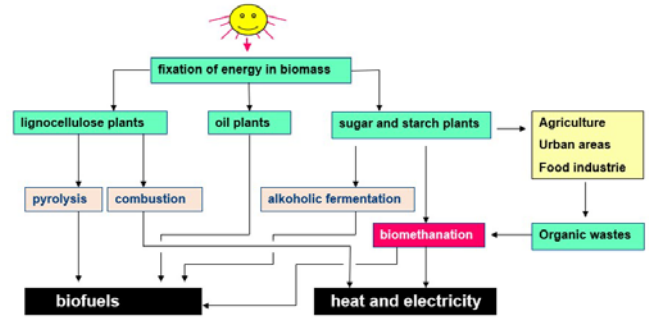 fixation of energy in biomass
lignocellulose plants
oil plants
sugar and starch plants
Agriculture
Urban areas
Food industrie
pyrolysis
combustion
alkoholic fermentation
biomethanation
Organic wastes
biofuels
heat and electricity